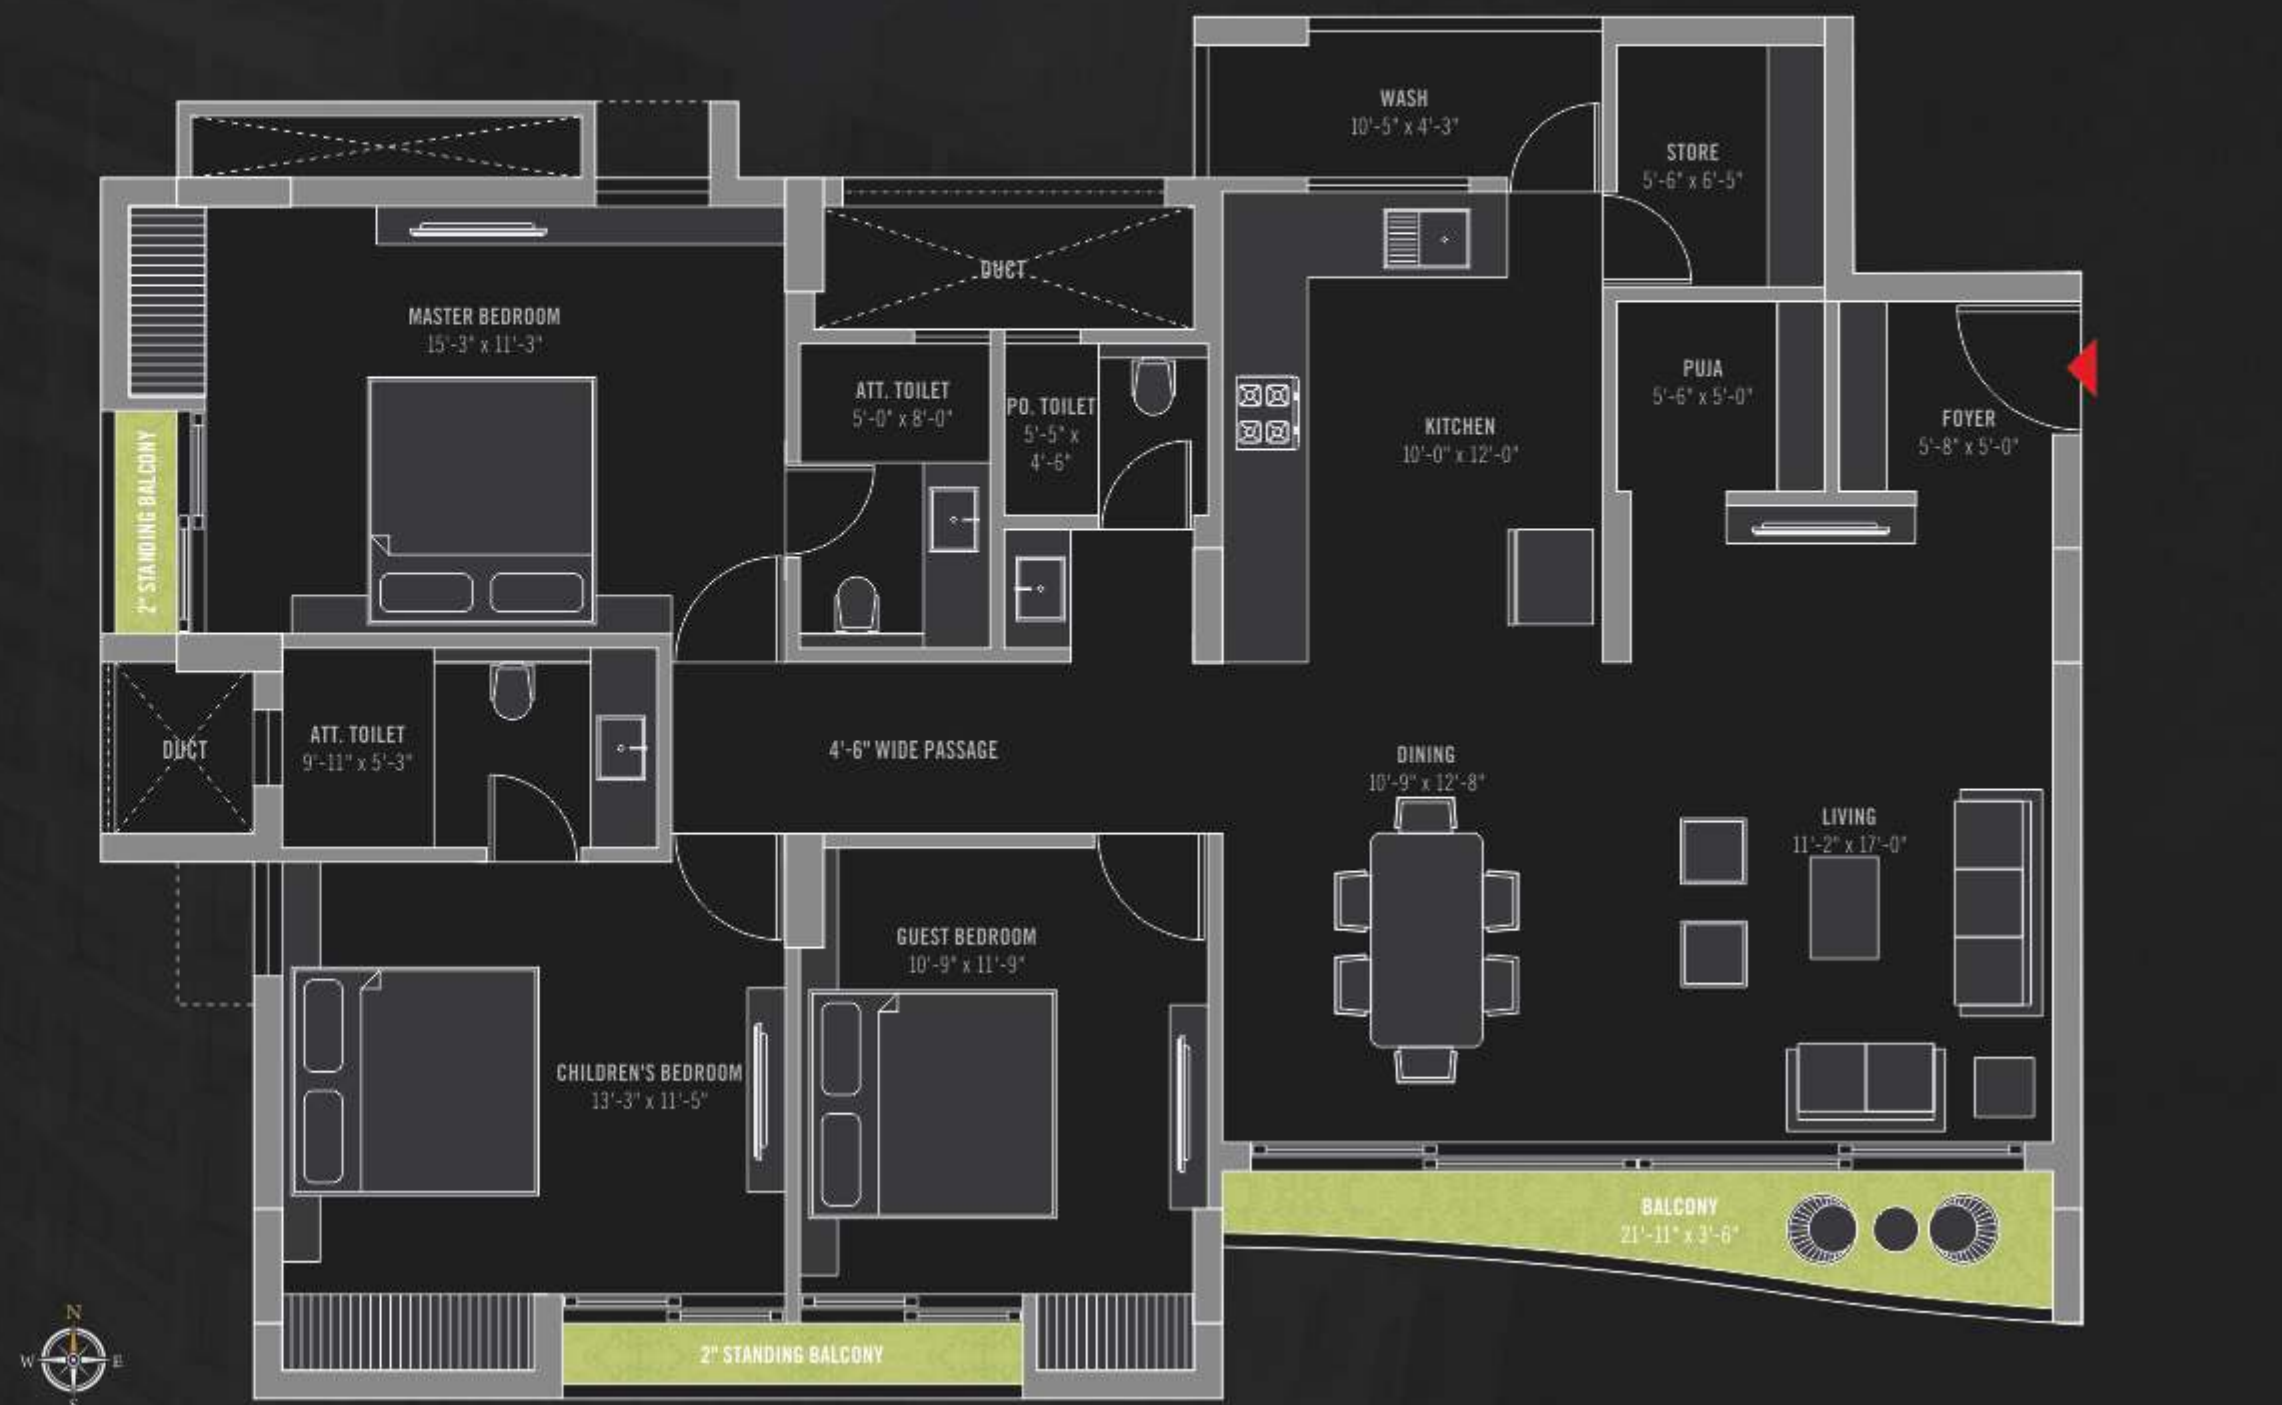 WASH
10'-5" x 4'-3"
STORE
5'-6" x 6'-5"
DUCT
MASTER BEDROOM
15'-3" x 11'-3"
ATT. TOILET
5'-0" x 8'-0"
PO. TOILET
5'-5" x
4'-6"
KITCHEN
10'-0" x 12'-0"
PUJA
5'-6" x 5'-0"
FOYER
5'-8" x 5'-0"
2" STANDING BALCONY
DUCT
ATT. TOILET
9'-11" x 5'-3"
4'-6" WIDE PASSAGE
DINING
10'-9" x 12'-8"
LIVING
11'-2" x 17'-0"
GUEST BEDROOM
10'-9" x 11'-9"
CHILDREN'S BEDROOM
13'-3" x 11'-5"
BALCONY
21'-11" x 3'-6"
2" STANDING BALCONY
N
W E
S